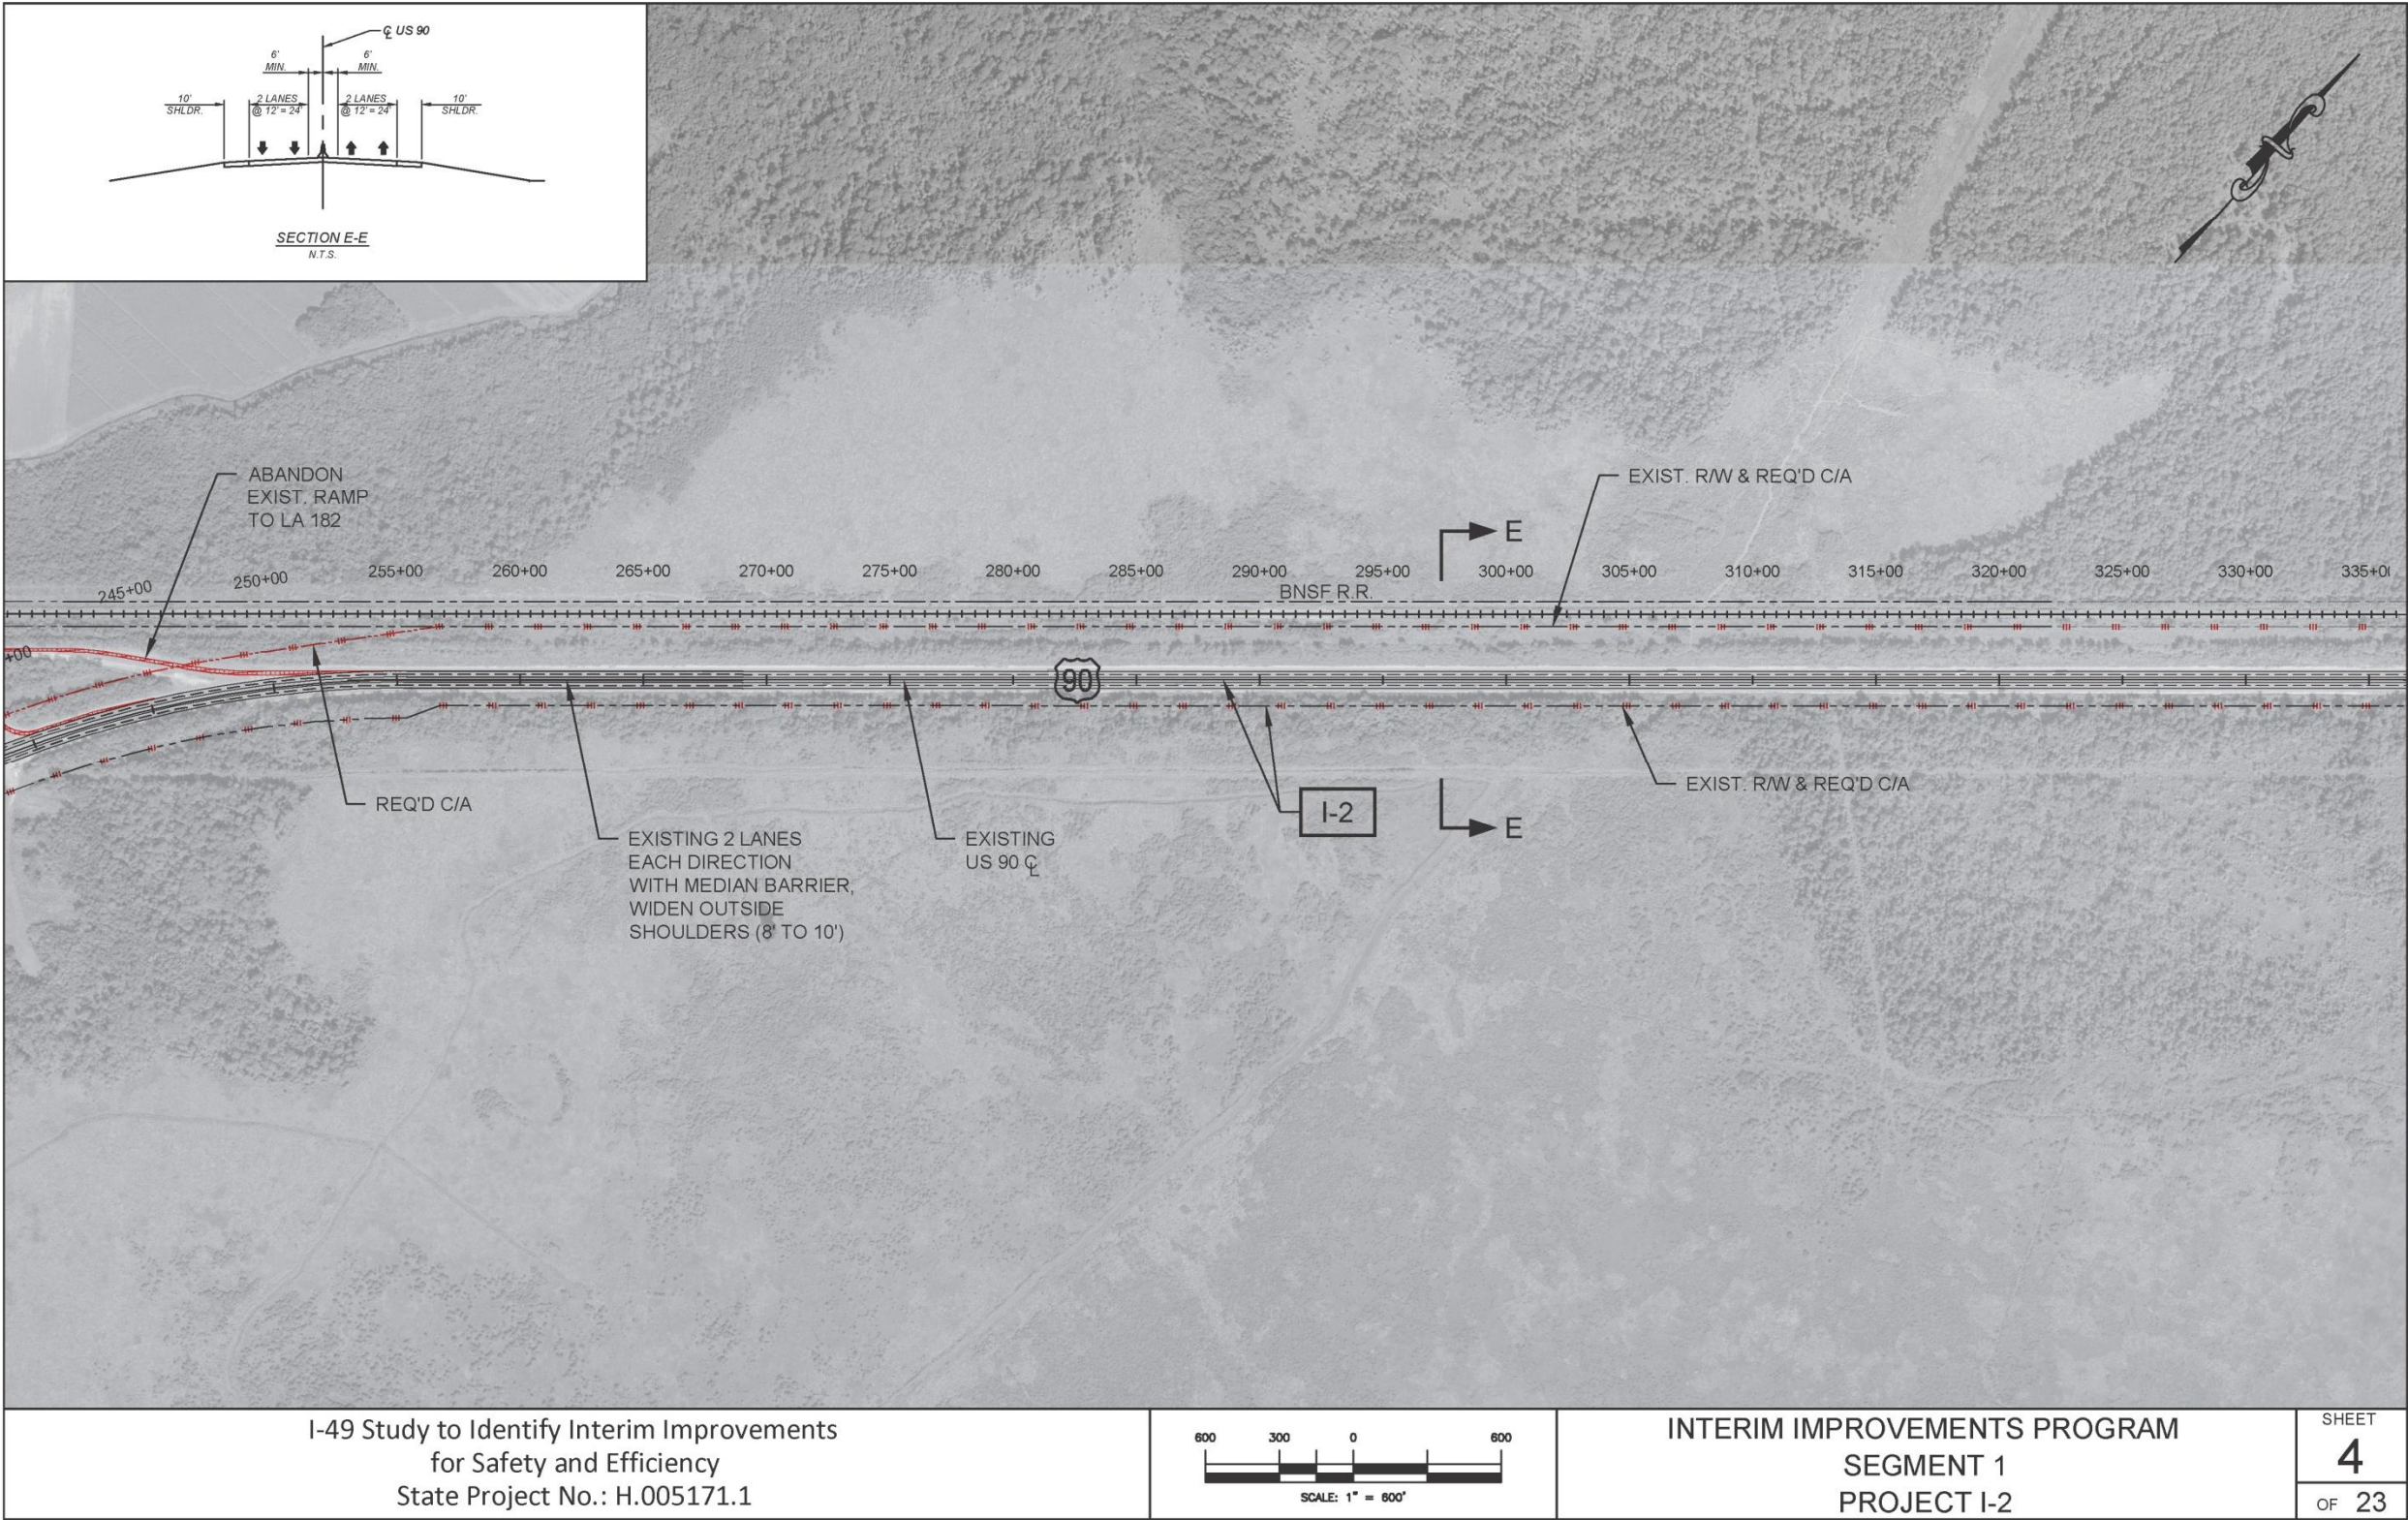 ℄ US 90
6'
MIN.
6'
MIN.
10'
SHLDR.
2 LANES
@ 12' = 24'
2 LANES
@ 12' = 24'
10'
SHLDR.
SECTION E-E
N.T.S.
ABANDON
EXIST. RAMP
TO LA 182
EXIST. R/W & REQ'D C/A
E
245+00 250+00 255+00 260+00 265+00 270+00 275+00 280+00 285+00 290+00 295+00 300+00 305+00 310+00 315+00 320+00 325+00 330+00 335+00
BNSF R.R.
+00
90
REQ'D C/A
EXISTING 2 LANES
EACH DIRECTION
WITH MEDIAN BARRIER,
WIDEN OUTSIDE
SHOULDERS (8' TO 10')
EXISTING
US 90 ℄
I-2
E
EXIST. R/W & REQ'D C/A
I-49 Study to Identify Interim Improvements
for Safety and Efficiency
State Project No.: H.005171.1
600 300 0 600
SCALE: 1" = 600'
INTERIM IMPROVEMENTS PROGRAM
SEGMENT 1
PROJECT I-2
SHEET
4
OF 23